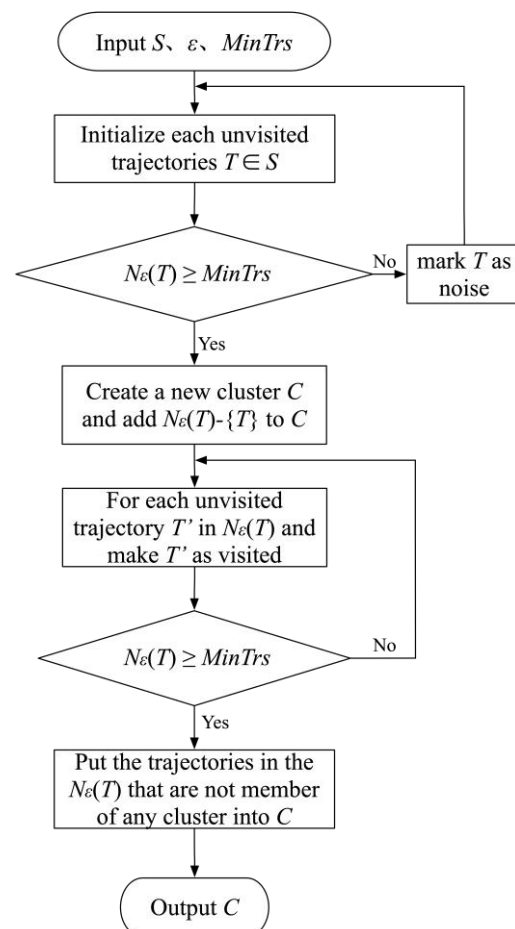 Input S、ε、MinTrs
Initialize each unvisited
trajectories T ∈ S
Nε(T) ≥ MinTrs
No
mark T as
noise
Yes
Create a new cluster C
and add Nε(T)-{T} to C
For each unvisited
trajectory T’ in Nε(T) and
make T’ as visited
Nε(T) ≥ MinTrs
No
Yes
Put the trajectories in the
Nε(T) that are not member
of any cluster into C
Output C